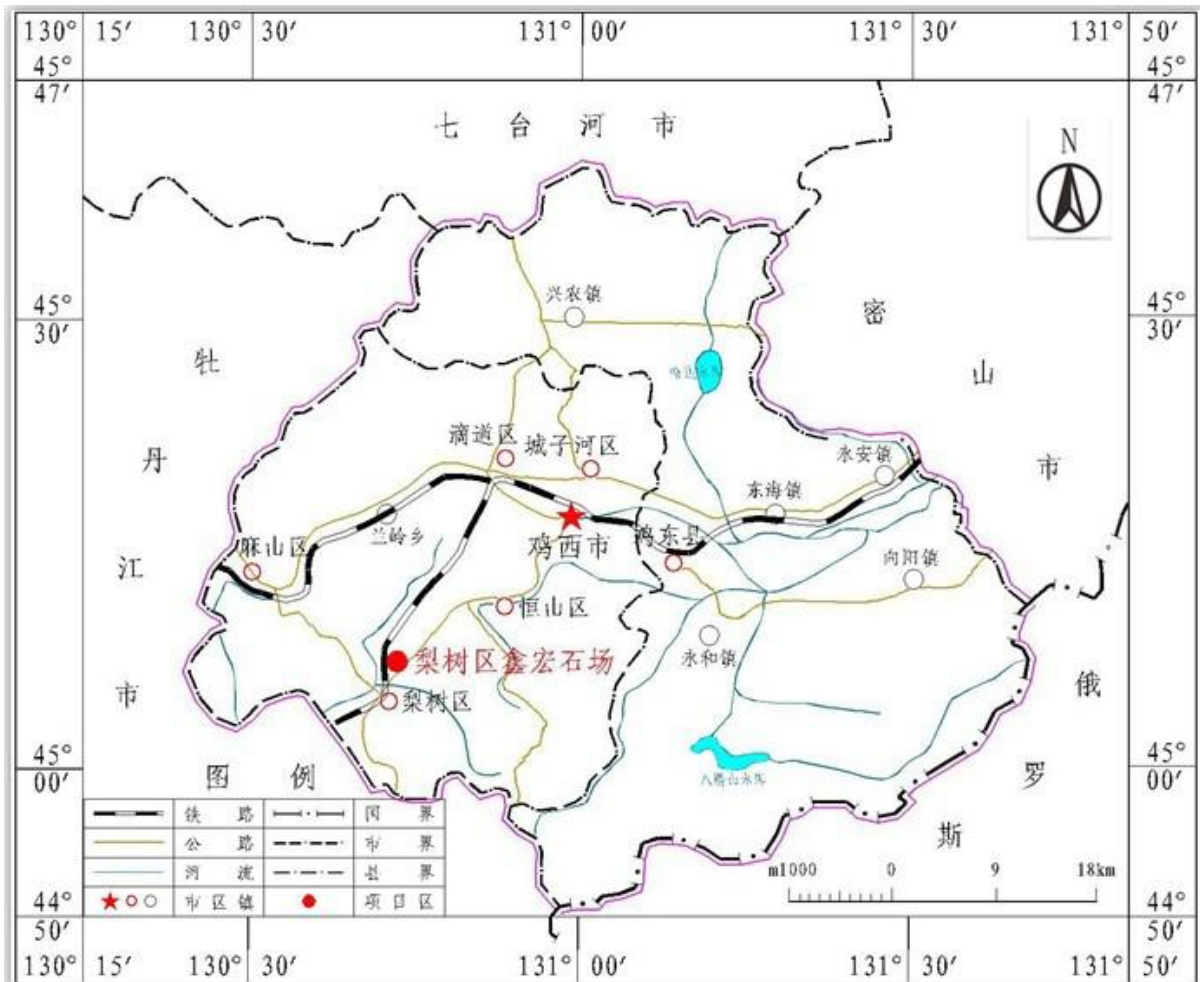 130° 15′ 130° 30′ 131° 00′ 131° 30′ 131° 50′
45° 47′
45° 47′
七台河市
N
45° 30′
45° 30′
兴农镇
密山市
牡丹江市
滴道区
城子河区
永安镇
东海镇
兰岭乡
鸡西市
鸡东县
麻山区
向阳镇
恒山区
永和镇
梨树区鑫宏石场
梨树区
俄罗斯
45° 00′
45° 00′
图例
铁路 国界
公路 市界
河流 县界
市区镇 项目区
m1000 0 9 18km
44° 50′
44° 50′
130° 15′ 130° 30′ 131° 00′ 131° 30′ 131° 50′